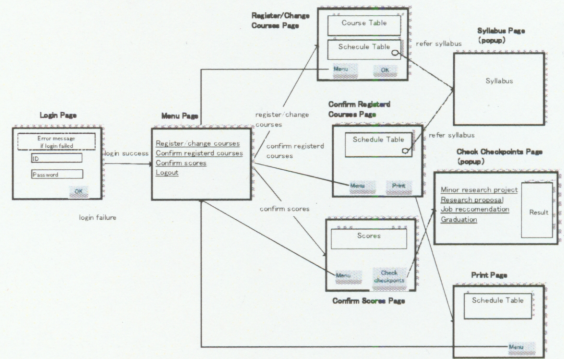 Register/Change
Courses Page
Course Table
Schecule Table
Menu
OK
refer syllabus
Syllabus Page
(popup)
Syllabus
Login Page
Error message
if login failed
ID
Password
OK
login success
login failure
Menu Page
Register/change courses
Confirm registerd courses
Confirm scores
Logout
register/change
courses
confirm registerd
courses
confirm scores
Confirm Registerd
Courses Page
Schedule Table
Menu
Print
refer syllabus
Check Checkpoints Page
(popup)
Minor research project
Research proposal
Job reccomendation
Graduation
Result
Scores
Menu
Check
checkpoints
Confirm Scores Page
Print Page
Schedule Table
Menu